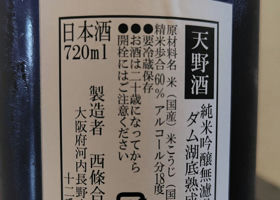 天野酒
純米吟醸無濾
ダム湖底熟成
原材料名 米(国産)米こうじ(国
精米歩合60% アルコール分18度
●要冷蔵保存
●お酒は二十歳になってから
●開栓にはご注意ください
製造者 西條合
大阪府河内長野
十二
日本酒
720ml